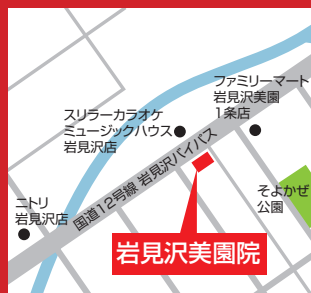 ファミリーマート
岩見沢美園
1条店
スリラーカラオケ
ミュージックハウス
岩見沢店
国道12号線 岩見沢バイパス
そよかぜ
公園
ニトリ
岩見沢店
岩見沢美園院